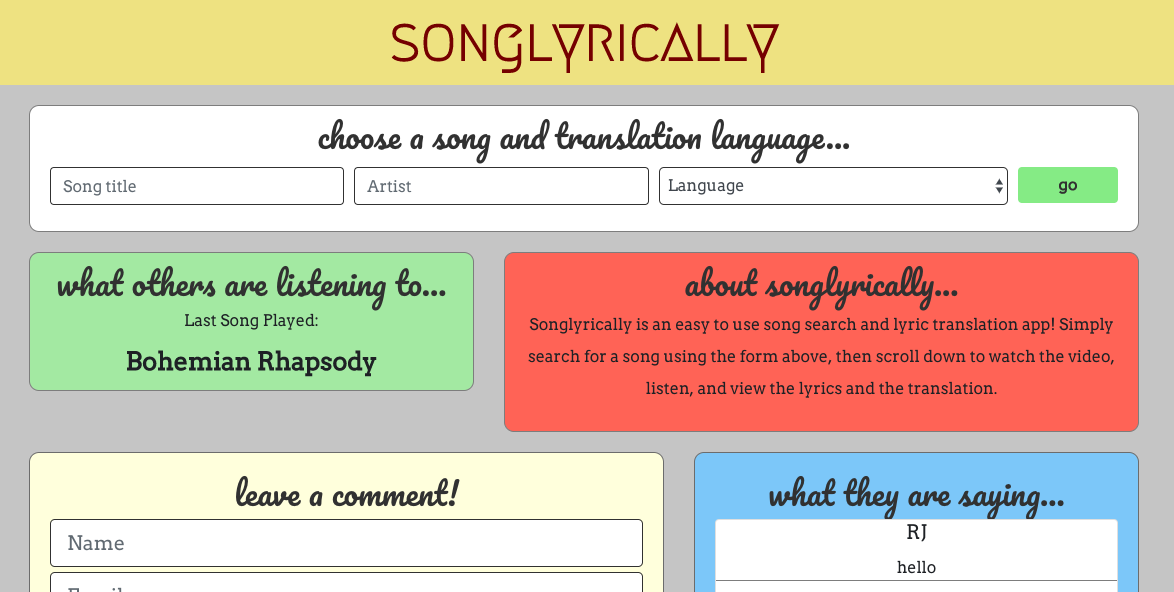 SONGLYRICALLY
choose a song and translation language...
Song title
Artist
Language
go
what others are listening to...
Last Song Played:
Bohemian Rhapsody
about songlyrically...
Songlyrically is an easy to use song search and lyric translation app! Simply
search for a song using the form above, then scroll down to watch the video,
listen, and view the lyrics and the translation.
leave a comment!
Name
what they are saying...
RJ
hello